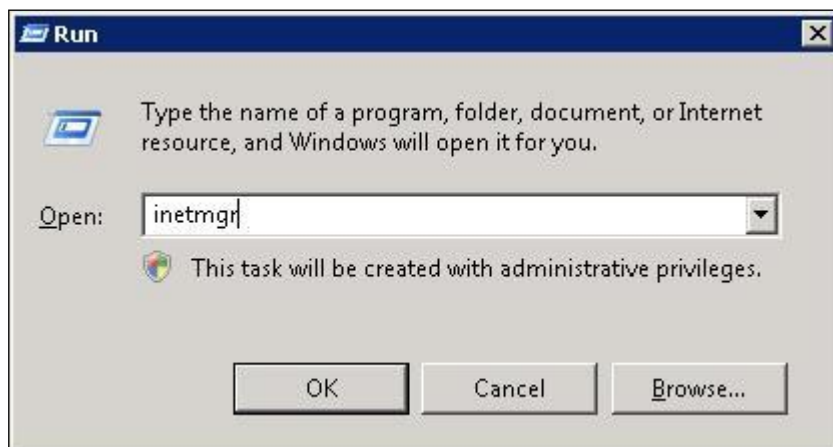 Run
Type the name of a program, folder, document, or Internet
resource, and Windows will open it for you.
Open: inetmgr
This task will be created with administrative privileges.
OK Cancel Browse...